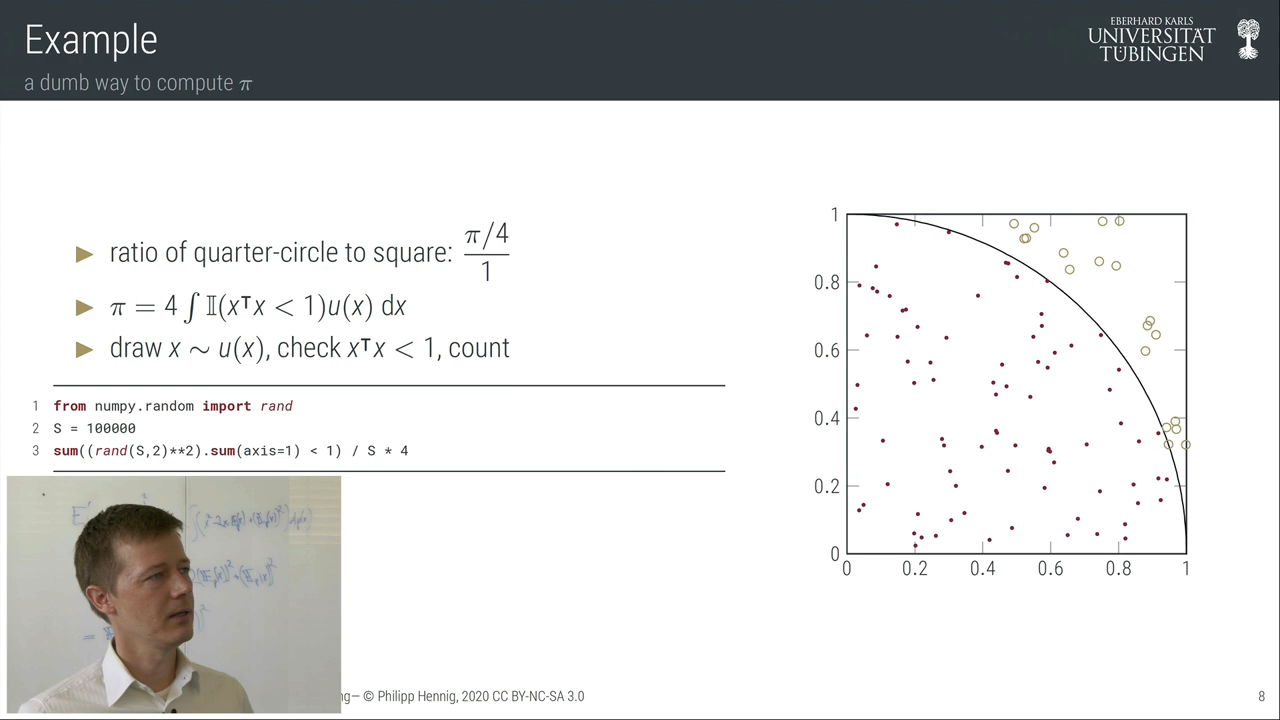 Example
a dumb way to compute π
EBERHARD KARLS
UNIVERSITÄT
TÜBINGEN
► ratio of quarter-circle to square: π/4 / 1
► π = 4 ∫ 𝕀(x⊺x < 1)u(x) dx
► draw x ∼ u(x), check x⊺x < 1, count
1 from numpy.random import rand
2 S = 100000
3 sum((rand(S,2)**2).sum(axis=1) < 1) / S * 4
1
0.8
0.6
0.4
0.2
0
0 0.2 0.4 0.6 0.8 1
© Philipp Hennig, 2020 CC BY-NC-SA 3.0
8